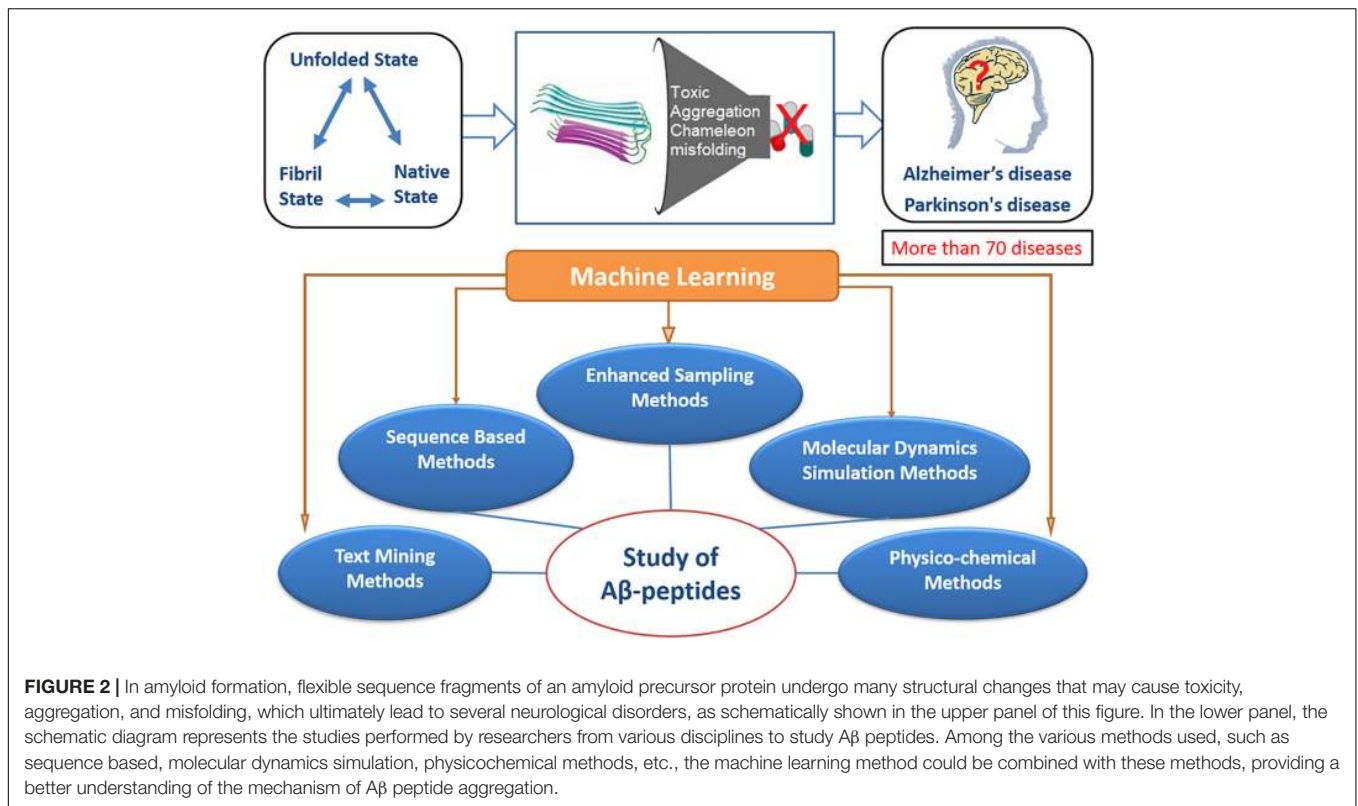 Unfolded State
Fibril
State
Native
State
Toxic
Aggregation
Chameleon
misfolding
?
Alzheimer's disease
Parkinson's disease
More than 70 diseases
Machine Learning
Enhanced Sampling
Methods
Sequence Based
Methods
Molecular Dynamics
Simulation Methods
Text Mining
Methods
Study of
Aβ-peptides
Physico-chemical
Methods
FIGURE 2 | In amyloid formation, flexible sequence fragments of an amyloid precursor protein undergo many structural changes that may cause toxicity,
aggregation, and misfolding, which ultimately lead to several neurological disorders, as schematically shown in the upper panel of this figure. In the lower panel, the
schematic diagram represents the studies performed by researchers from various disciplines to study Aβ peptides. Among the various methods used, such as
sequence based, molecular dynamics simulation, physicochemical methods, etc., the machine learning method could be combined with these methods, providing a
better understanding of the mechanism of Aβ peptide aggregation.